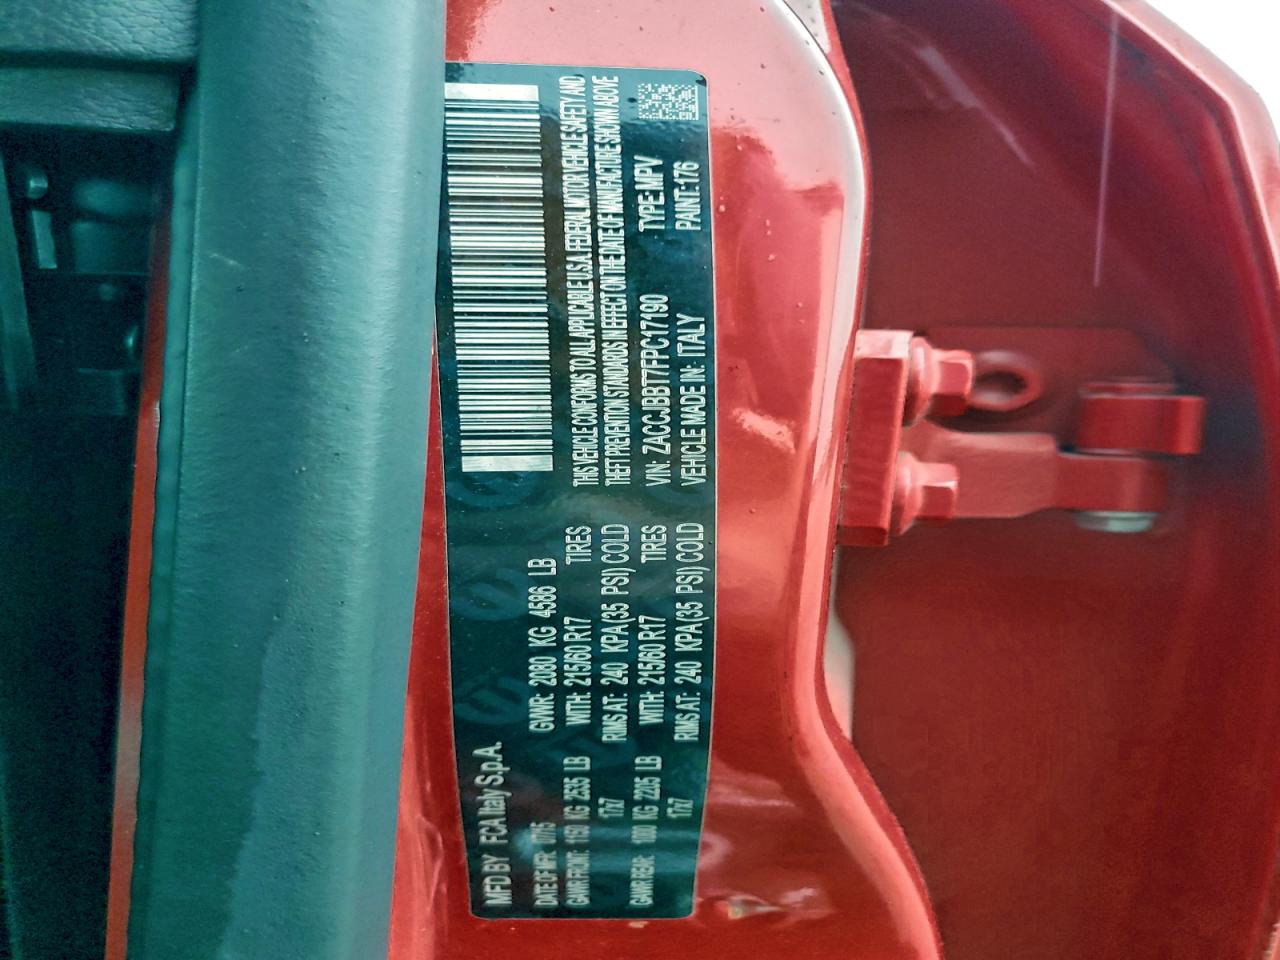 MFD BY FCA Italy S.p.A.
DATE OF MFR: 07/15 GVWR: 2080 KG 4586 LB
GAWR FRONT: 1150 KG 2535 LB WITH: 215/60 R17 TIRES
17x7 RIMS AT: 240 KPA(35 PSI) COLD
GAWR REAR: 1000 KG 2205 LB WITH: 215/60 R17 TIRES
17x7 RIMS AT: 240 KPA(35 PSI) COLD
THIS VEHICLE CONFORMS TO ALL APPLICABLE U.S.A. FEDERAL MOTOR VEHICLE SAFETY AND
THEFT PREVENTION STANDARDS IN EFFECT ON THE DATE OF MANUFACTURE SHOWN ABOVE
VIN: ZACCJBBT7FPC17190 TYPE: MPV
VEHICLE MADE IN: ITALY PAINT: 176